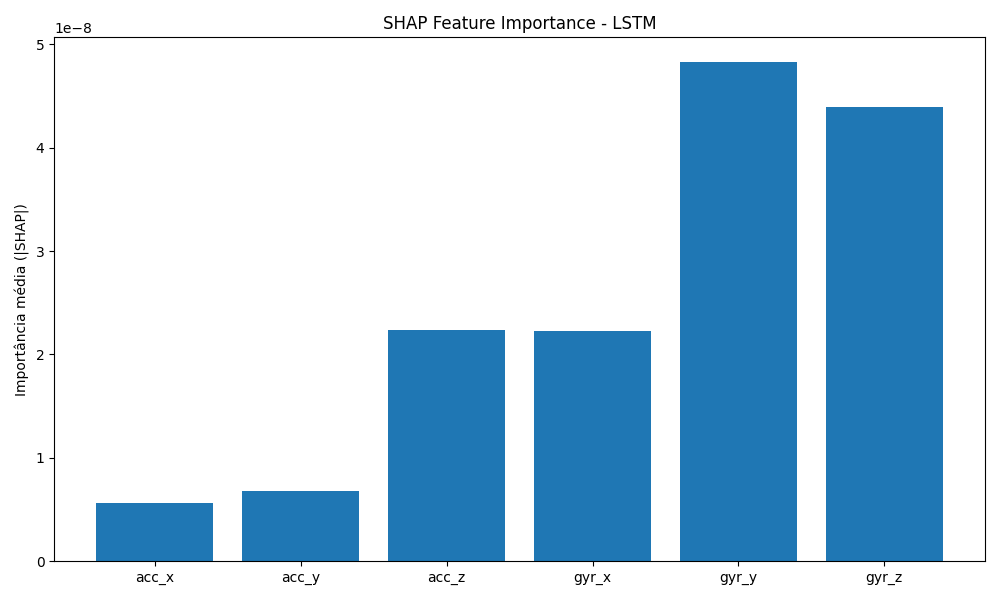 SHAP Feature Importance - LSTM
1e−8
Importância média (|SHAP|)
5
4
3
2
1
0
acc_x acc_y acc_z gyr_x gyr_y gyr_z